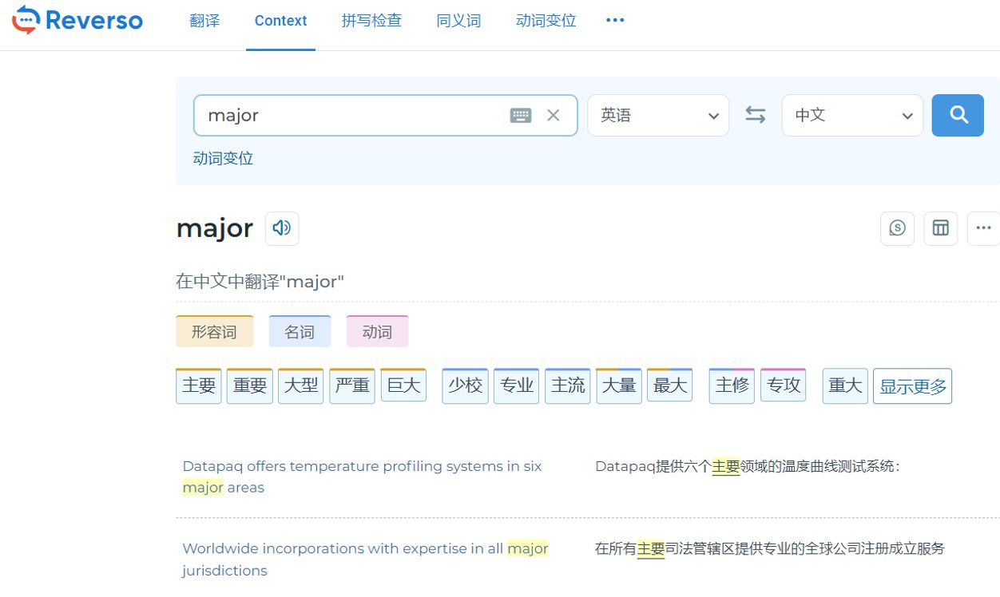 Reverso 翻译 Context 拼写检查 同义词 动词变位 •••
major 英语 中文
动词变位
major
在中文中翻译"major"
形容词 名词 动词
主要 重要 大型 严重 巨大 少校 专业 主流 大量 最大 主修 专攻 重大 显示更多
Datapaq offers temperature profiling systems in six
major areas
Datapaq提供六个主要领域的温度曲线测试系统：
Worldwide incorporations with expertise in all major
jurisdictions
在所有主要司法管辖区提供专业的全球公司注册成立服务